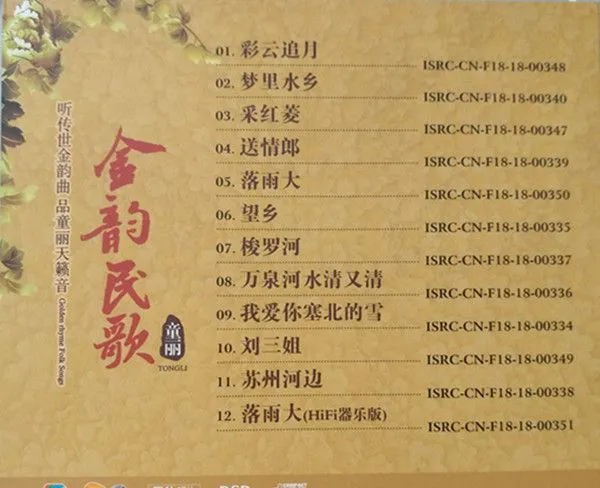 01. 彩云追月 ISRC-CN-F18-18-00348
02. 梦里水乡 ISRC-CN-F18-18-00340
03. 采红菱 ISRC-CN-F18-18-00347
04. 送情郎 ISRC-CN-F18-18-00339
05. 落雨大 ISRC-CN-F18-18-00350
06. 望乡 ISRC-CN-F18-18-00335
07. 梭罗河 ISRC-CN-F18-18-00337
08. 万泉河水清又清 ISRC-CN-F18-18-00336
09. 我爱你塞北的雪 ISRC-CN-F18-18-00334
10. 刘三姐 ISRC-CN-F18-18-00349
11. 苏州河边 ISRC-CN-F18-18-00338
12. 落雨大(HiFi器乐版) ISRC-CN-F18-18-00351
金韵民歌
童丽
TONGLI
听传世金韵曲 品童丽天籁音
Golden rhyme Folk Songs